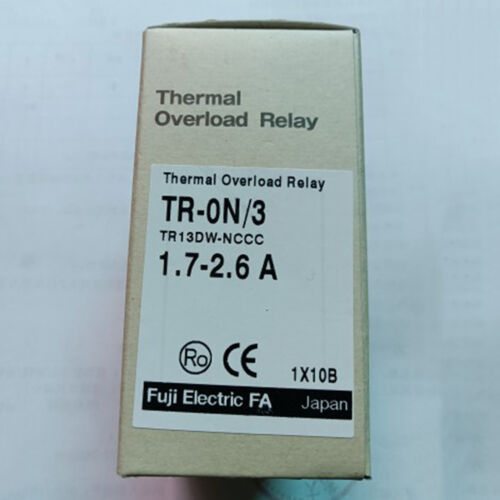 Thermal
Overload Relay
Thermal Overload Relay
TR-0N/3
TR13DW-NCCC
1.7-2.6 A
Ro CE 1X10B
Fuji Electric FA Japan